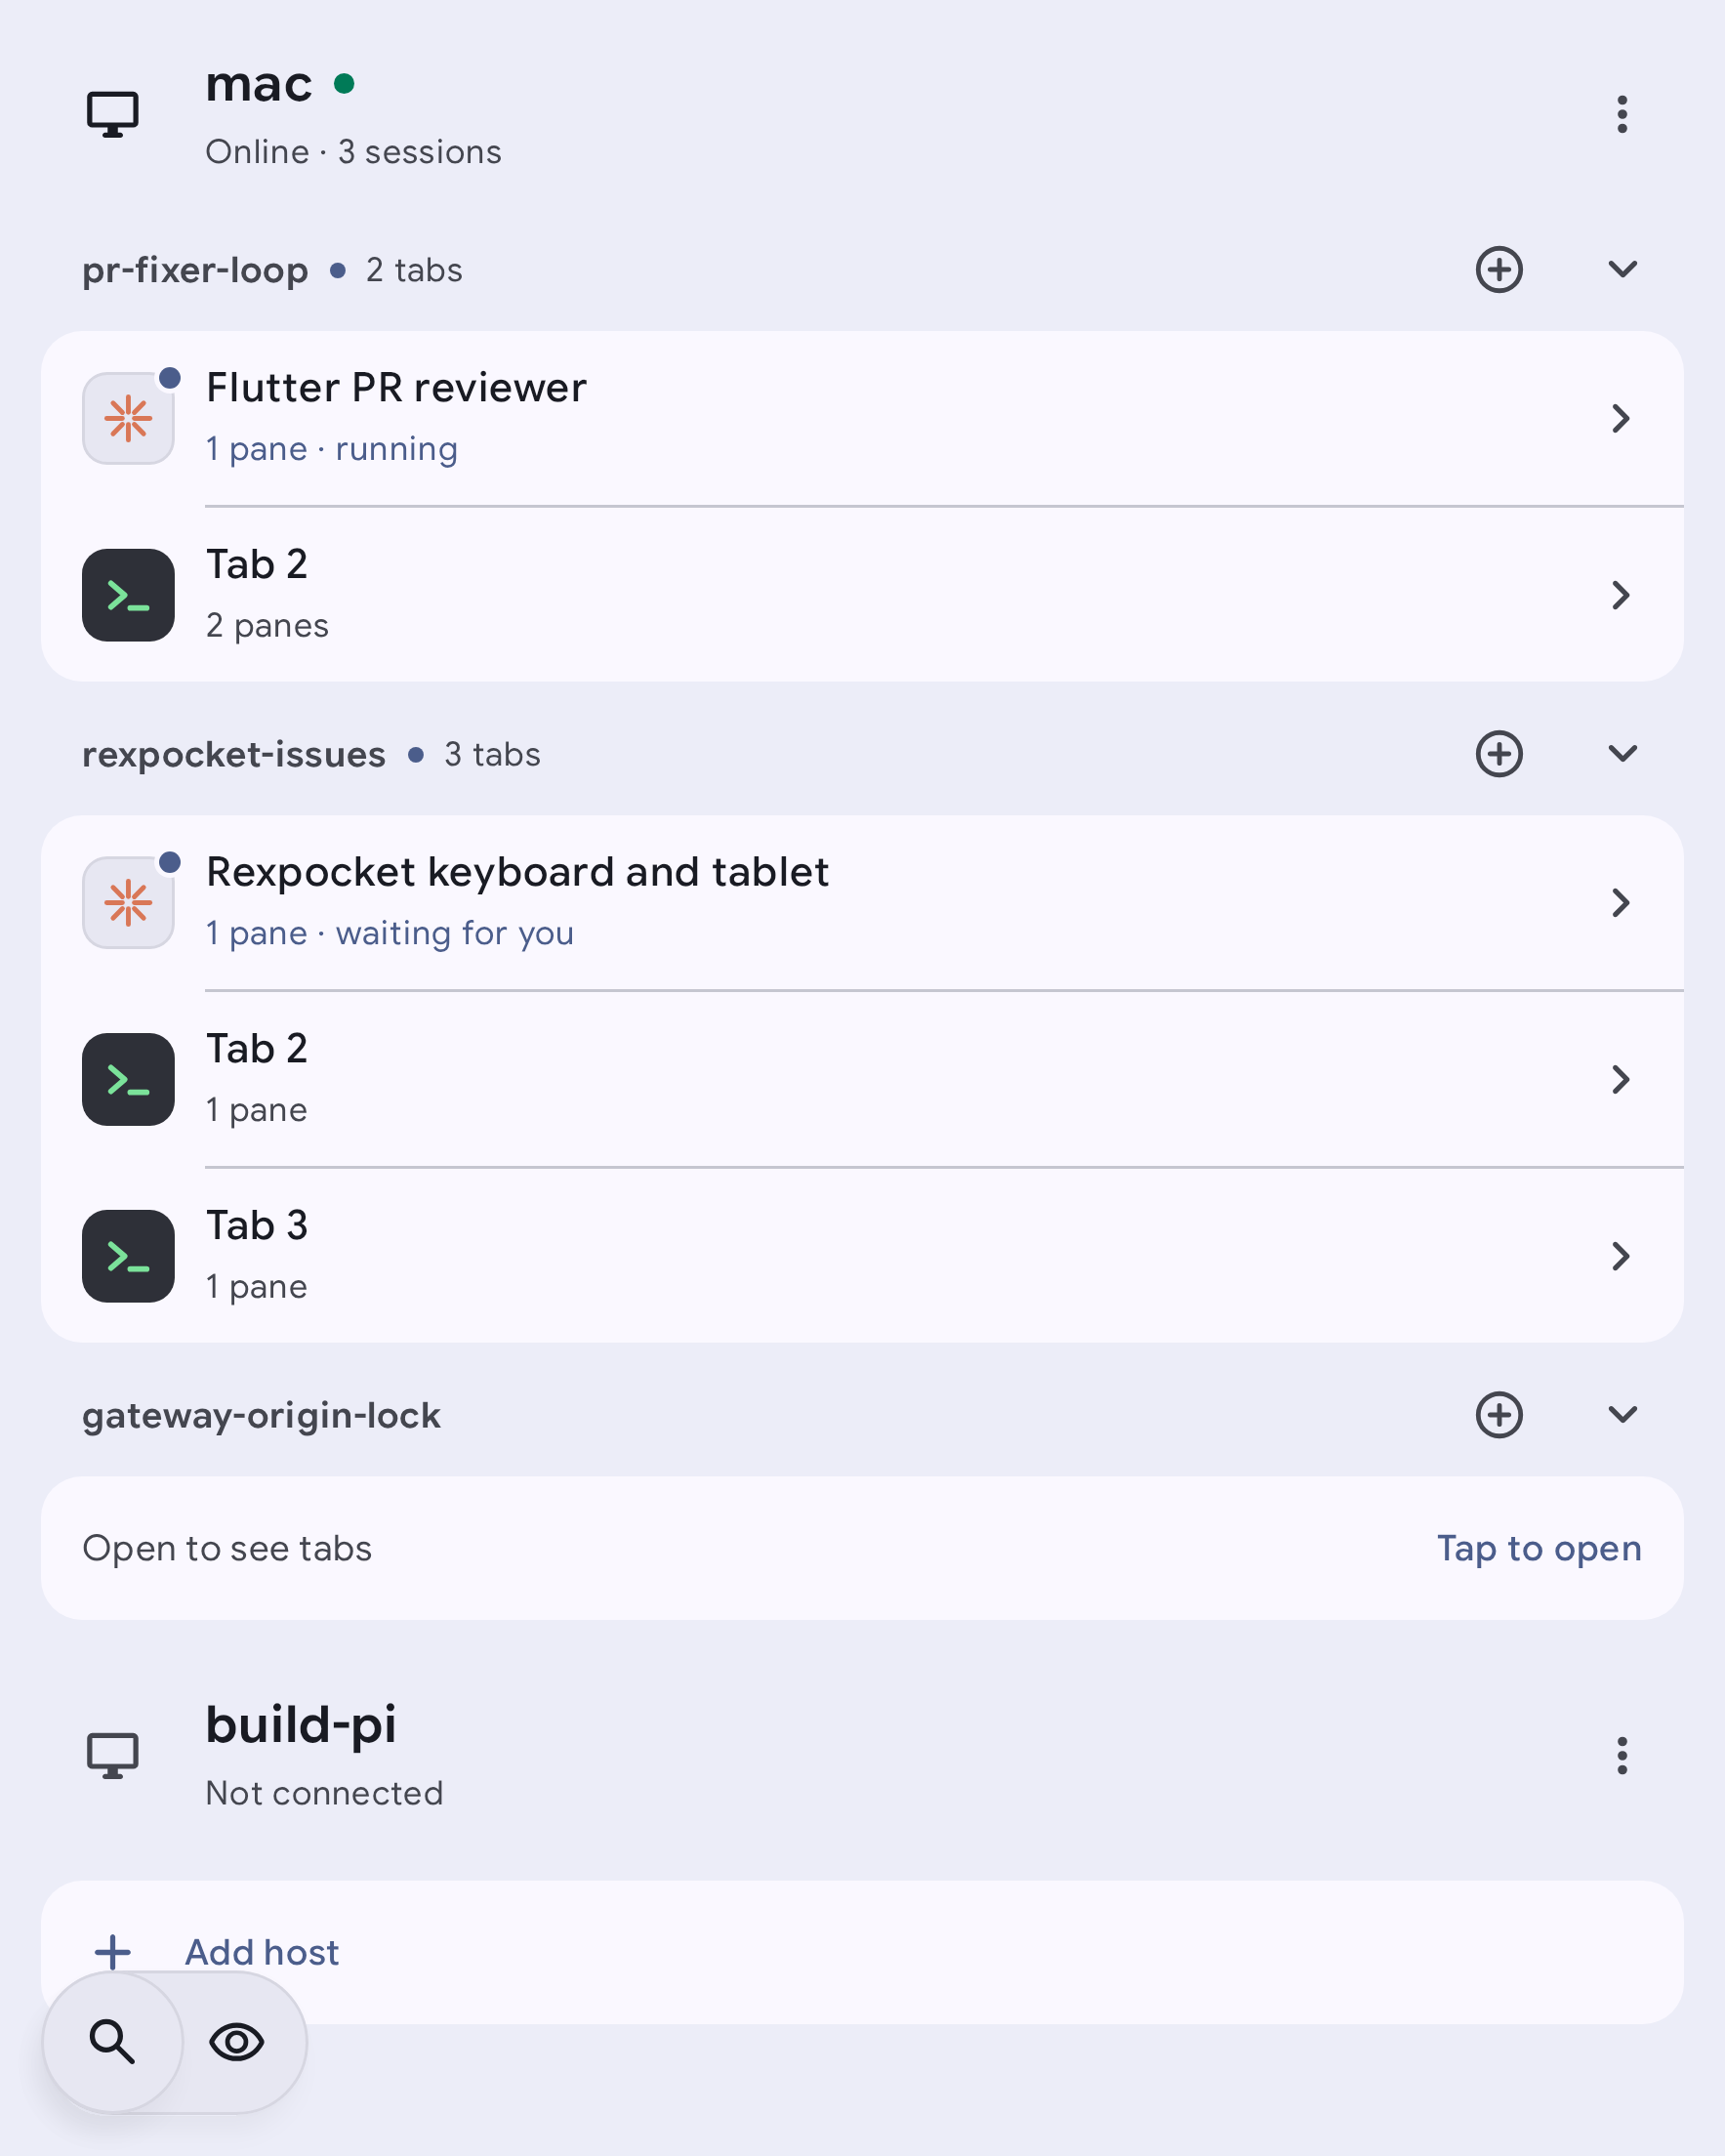 mac
Online · 3 sessions
pr-fixer-loop • 2 tabs
Flutter PR reviewer
1 pane · running
Tab 2
2 panes
rexpocket-issues • 3 tabs
Rexpocket keyboard and tablet
1 pane · waiting for you
Tab 2
1 pane
Tab 3
1 pane
gateway-origin-lock
Open to see tabs Tap to open
build-pi
Not connected
Add host